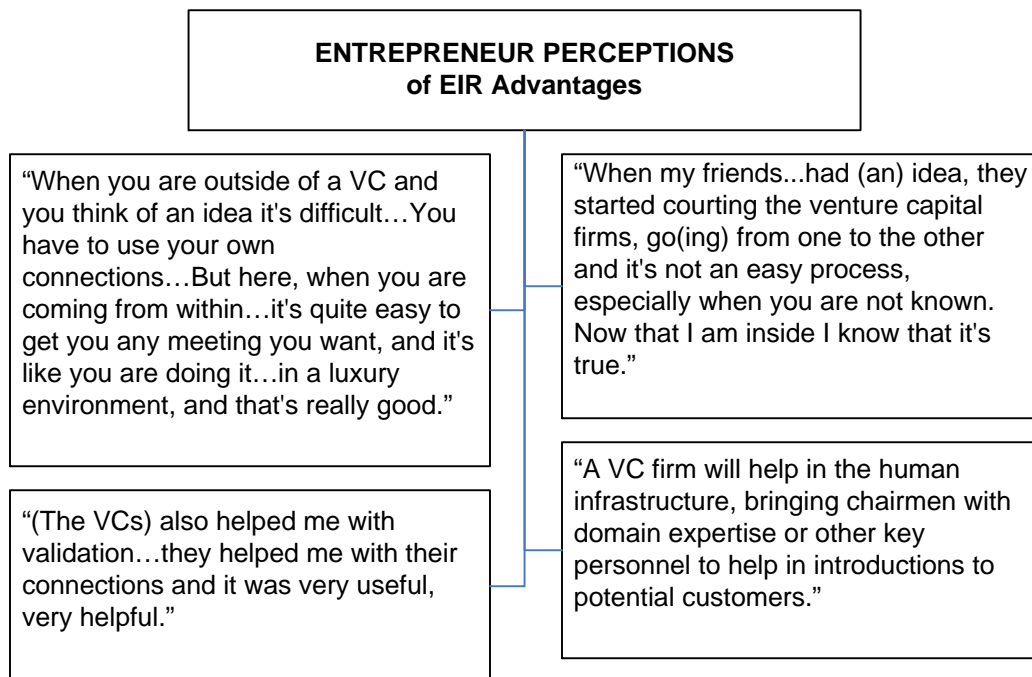 ENTREPRENEUR PERCEPTIONS
of EIR Advantages
“When you are outside of a VC and
you think of an idea it's difficult…You
have to use your own
connections…But here, when you are
coming from within…it's quite easy to
get you any meeting you want, and it's
like you are doing it…in a luxury
environment, and that's really good.”
“When my friends...had (an) idea, they
started courting the venture capital
firms, go(ing) from one to the other
and it's not an easy process,
especially when you are not known.
Now that I am inside I know that it's
true.”
“(The VCs) also helped me with
validation…they helped me with their
connections and it was very useful,
very helpful.”
“A VC firm will help in the human
infrastructure, bringing chairmen with
domain expertise or other key
personnel to help in introductions to
potential customers.”